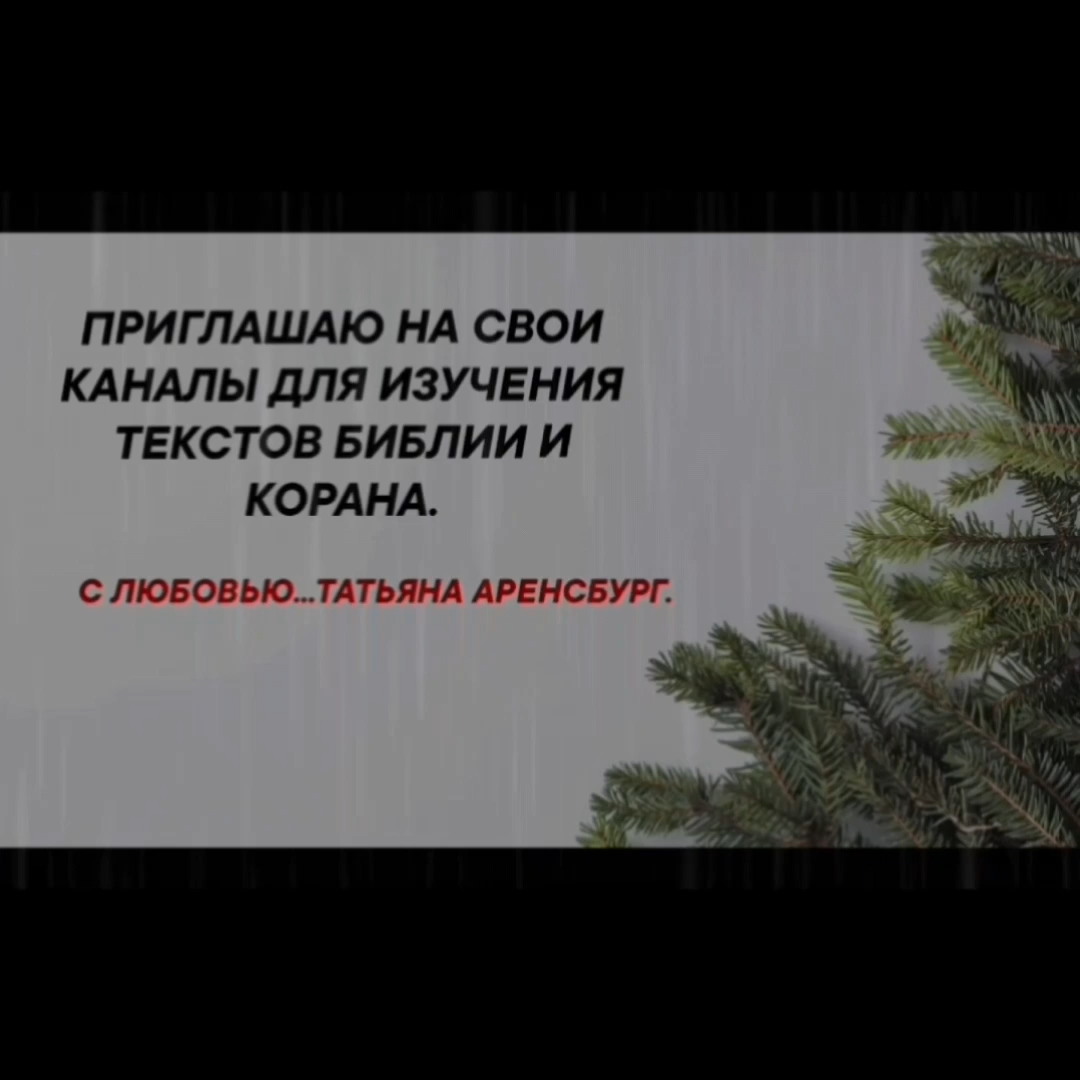 ПРИГЛАШАЮ НА СВОИ
КАНАЛЫ ДЛЯ ИЗУЧЕНИЯ
ТЕКСТОВ БИБЛИИ И
КОРАНА.
С ЛЮБОВЬЮ...ТАТЬЯНА АРЕНСБУРГ.